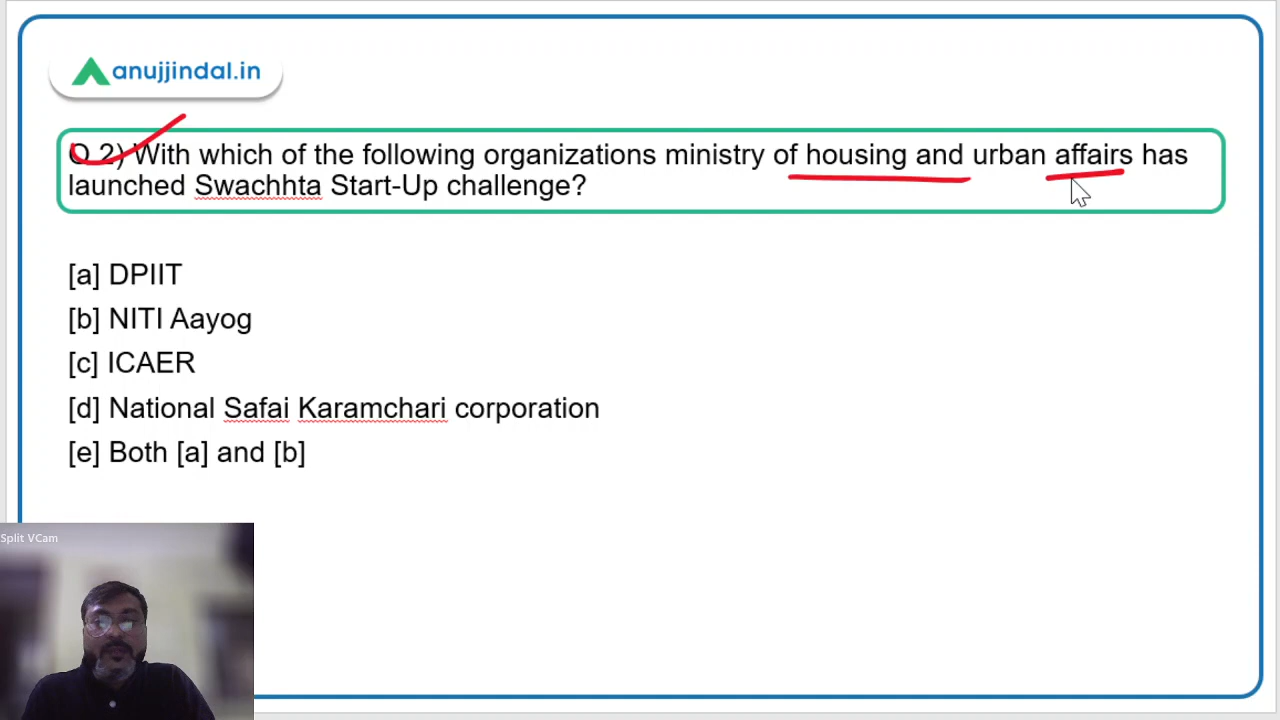 anujjindal.in
Q.2) With which of the following organizations ministry of housing and urban affairs has
launched Swachhta Start-Up challenge?
[a] DPIIT
[b] NITI Aayog
[c] ICAER
[d] National Safai Karamchari corporation
[e] Both [a] and [b]
Split VCam